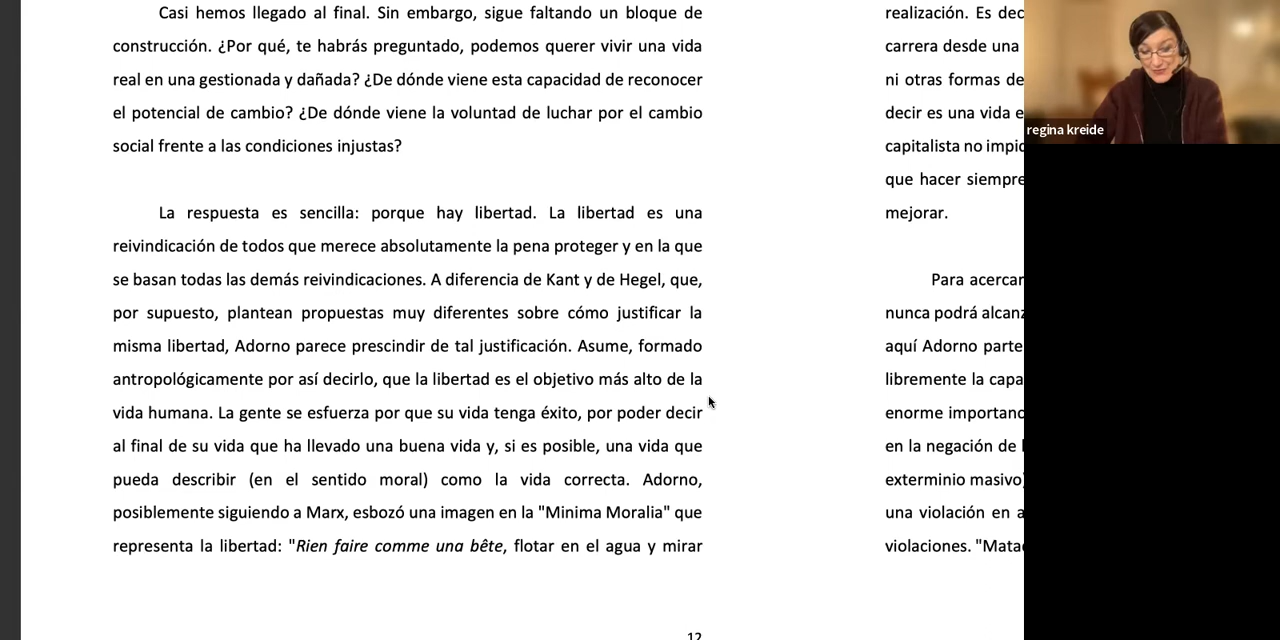 Casi hemos llegado al final. Sin embargo, sigue faltando un bloque de
construcción. ¿Por qué, te habrás preguntado, podemos querer vivir una vida
real en una gestionada y dañada? ¿De dónde viene esta capacidad de reconocer
el potencial de cambio? ¿De dónde viene la voluntad de luchar por el cambio
social frente a las condiciones injustas?
La respuesta es sencilla: porque hay libertad. La libertad es una
reivindicación de todos que merece absolutamente la pena proteger y en la que
se basan todas las demás reivindicaciones. A diferencia de Kant y de Hegel, que,
por supuesto, plantean propuestas muy diferentes sobre cómo justificar la
misma libertad, Adorno parece prescindir de tal justificación. Asume, formado
antropológicamente por así decirlo, que la libertad es el objetivo más alto de la
vida humana. La gente se esfuerza por que su vida tenga éxito, por poder decir
al final de su vida que ha llevado una buena vida y, si es posible, una vida que
pueda describir (en el sentido moral) como la vida correcta. Adorno,
posiblemente siguiendo a Marx, esbozó una imagen en la "Minima Moralia" que
representa la libertad: "Rien faire comme una bête, flotar en el agua y mirar
12
realización. Es dec
carrera desde una
ni otras formas de
decir es una vida e
capitalista no impid
que hacer siempre
mejorar.
Para acercar
nunca podrá alcanz
aquí Adorno parte
libremente la capa
enorme importanc
en la negación de l
exterminio masivo)
una violación en a
violaciones. "Matad
regina kreide